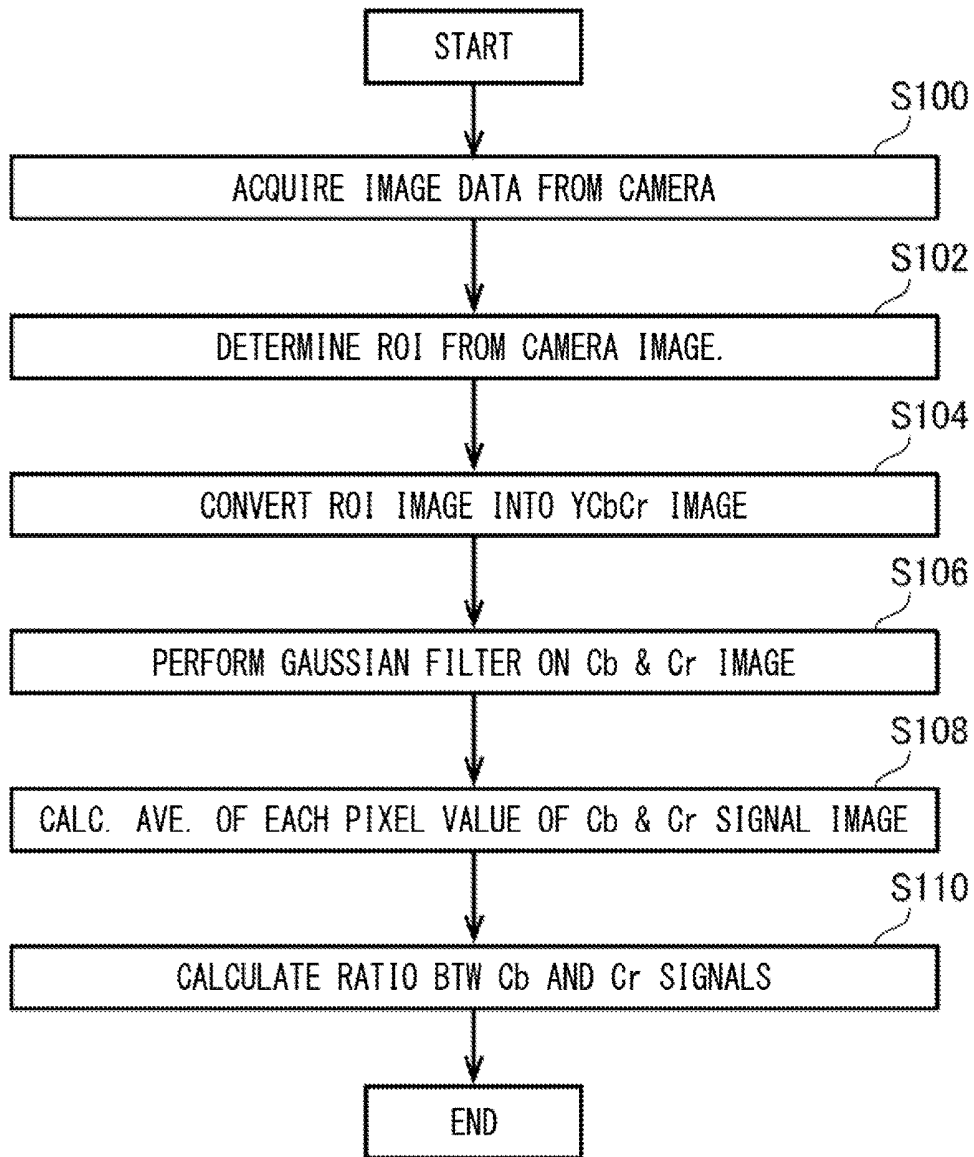 START
S100
ACQUIRE IMAGE DATA FROM CAMERA
S102
DETERMINE ROI FROM CAMERA IMAGE.
S104
CONVERT ROI IMAGE INTO YCbCr IMAGE
S106
PERFORM GAUSSIAN FILTER ON Cb & Cr IMAGE
S108
CALC. AVE. OF EACH PIXEL VALUE OF Cb & Cr SIGNAL IMAGE
S110
CALCULATE RATIO BTW Cb AND Cr SIGNALS
END